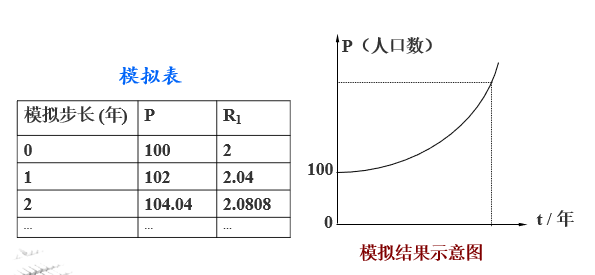 模拟表
模拟步长 (年) P R1
0 100 2
1 102 2.04
2 104.04 2.0808
... ... ...
P（人口数）
100
0
t / 年
模拟结果示意图